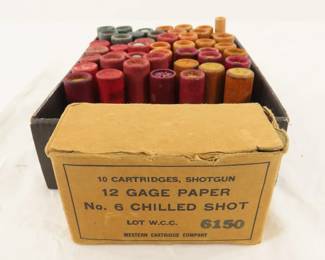 10 CARTRIDGES, SHOTGUN
12 GAGE PAPER
No. 6 CHILLED SHOT
LOT W.C.C. 6150
WESTERN CARTRIDGE COMPANY